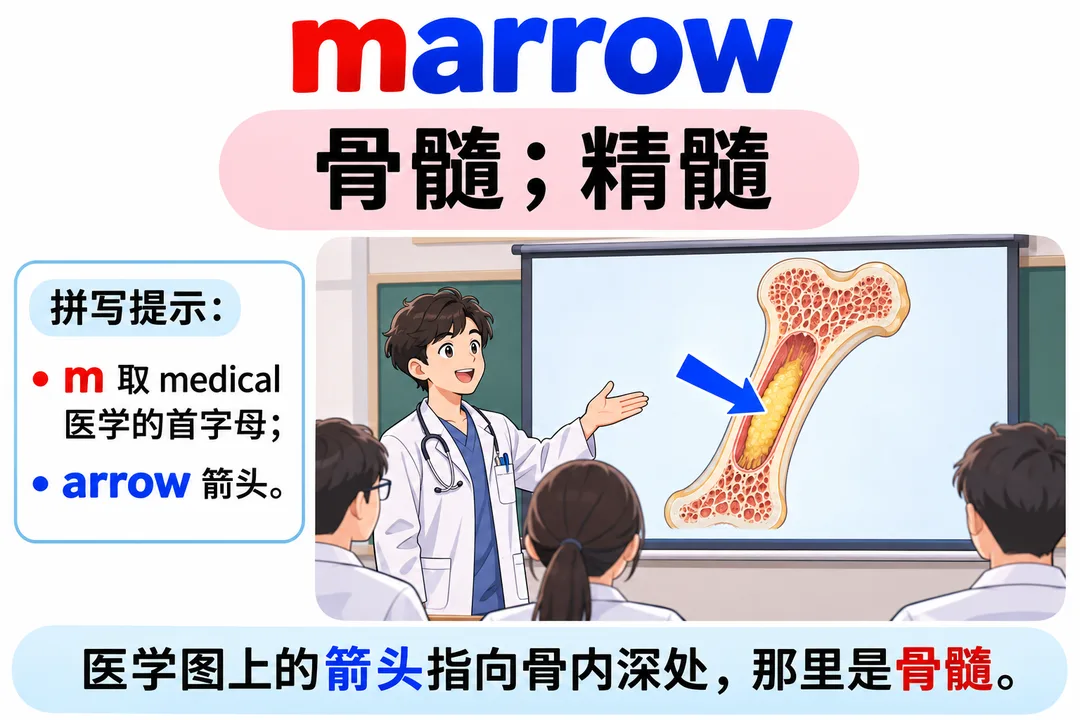 marrow
骨髓；精髓
拼写提示：
• m 取 medical
医学的首字母；
• arrow 箭头。
医学图上的箭头指向骨内深处，那里是骨髓。